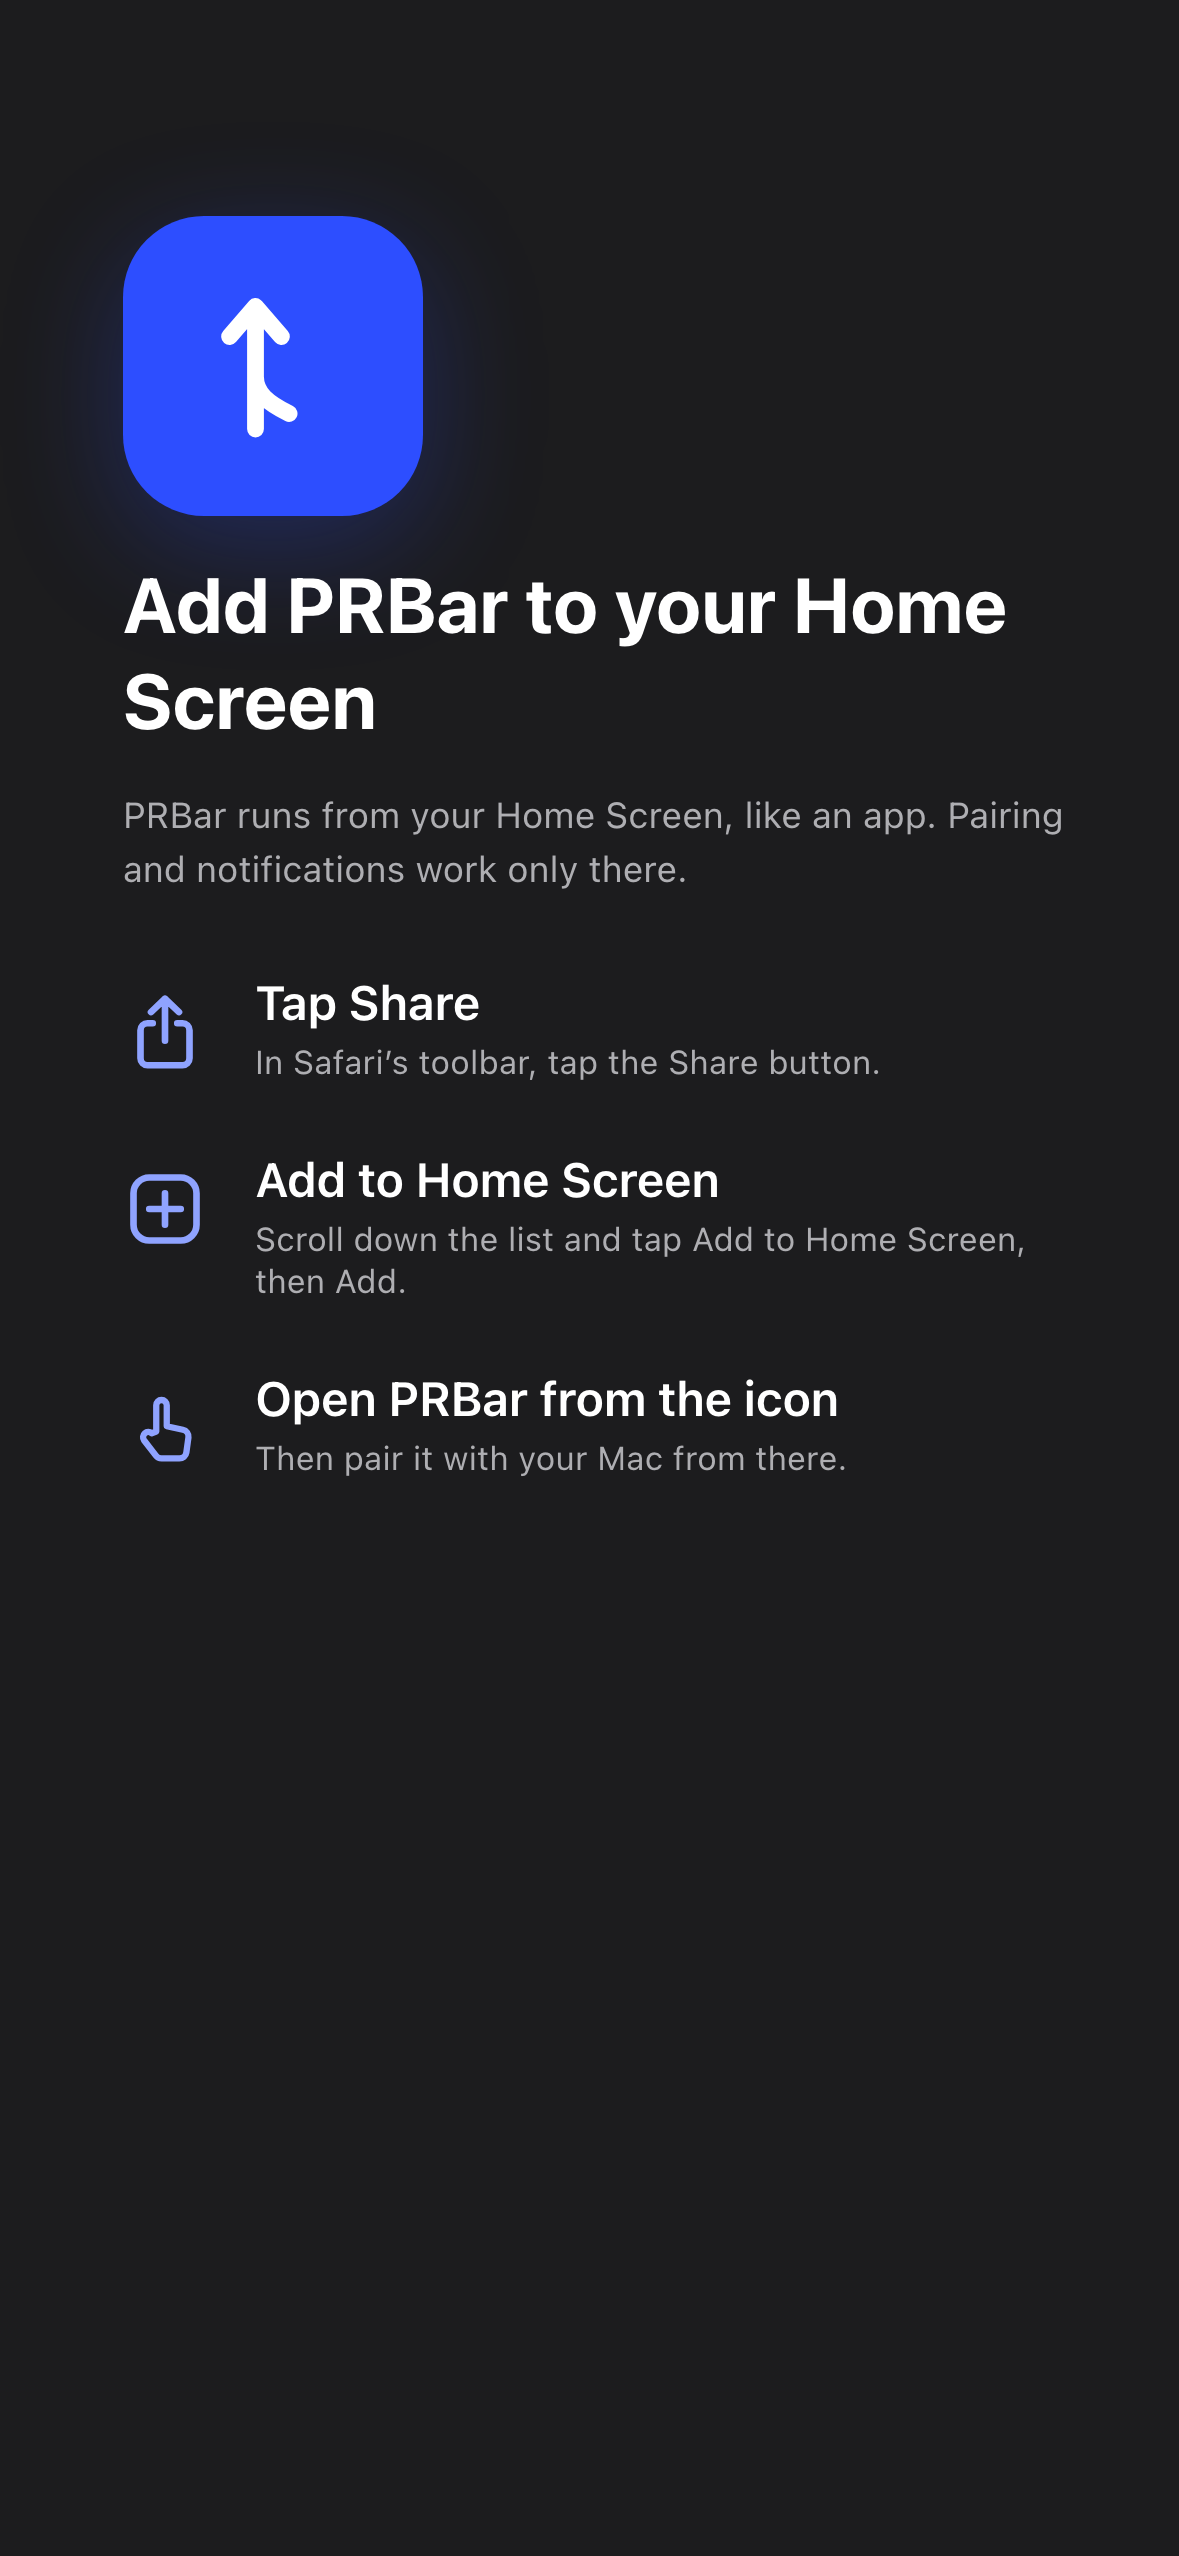 Add PRBar to your Home
Screen
PRBar runs from your Home Screen, like an app. Pairing
and notifications work only there.
Tap Share
In Safari’s toolbar, tap the Share button.
Add to Home Screen
Scroll down the list and tap Add to Home Screen,
then Add.
Open PRBar from the icon
Then pair it with your Mac from there.